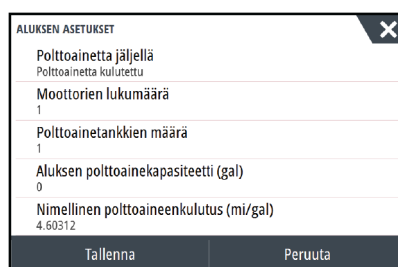 ALUKSEN ASETUKSET
Polttoainetta jäljellä
Polttoainetta kulutettu
Moottorien lukumäärä
1
Polttoainetankkien määrä
1
Aluksen polttoainekapasiteetti (gal)
0
Nimellinen polttoaineenkulutus (mi/gal)
4.60312
Tallenna
Peruuta